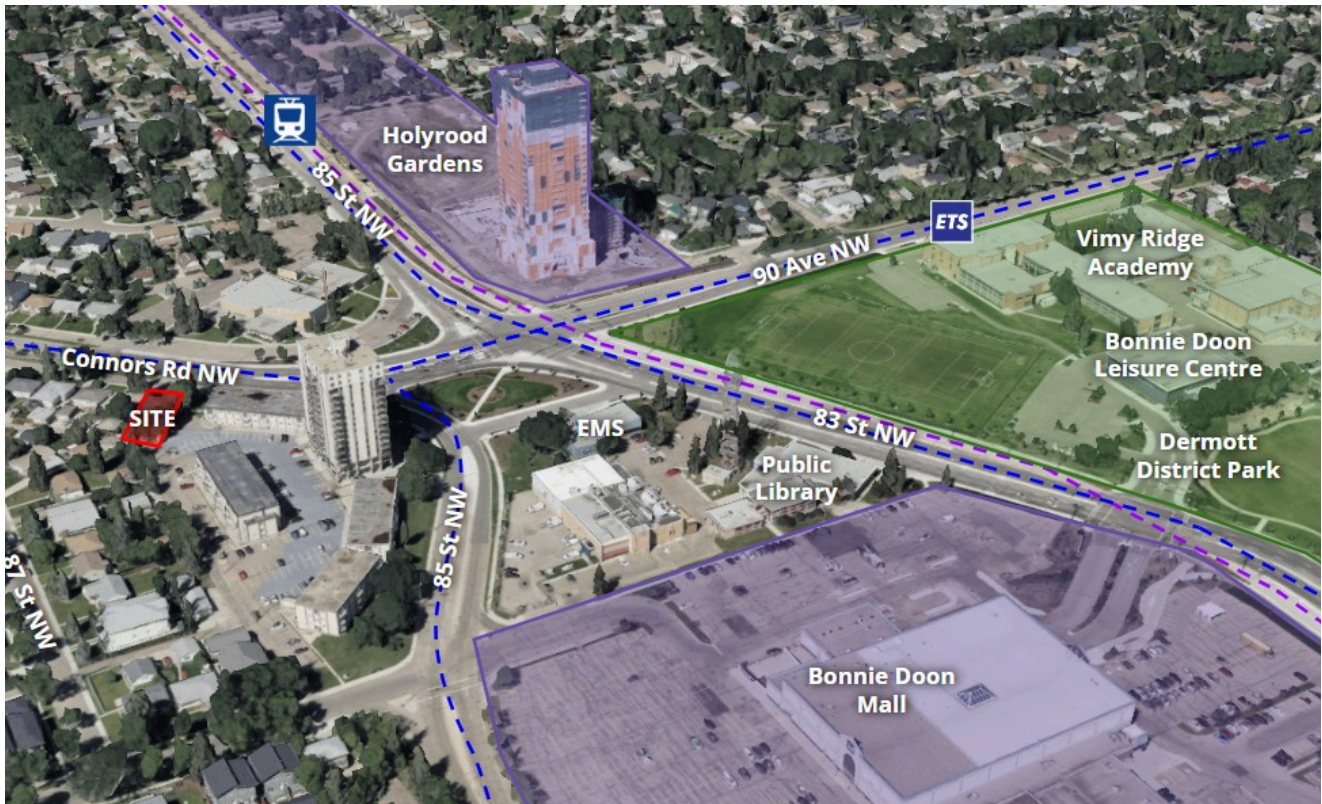 Holyrood
Gardens
85 St NW
ETS
90 Ave NW
Vimy Ridge
Academy
Bonnie Doon
Leisure Centre
Connors Rd NW
SITE
EMS
83 St NW
Dermott
District Park
Public
Library
85 St NW
87 St NW
Bonnie Doon
Mall